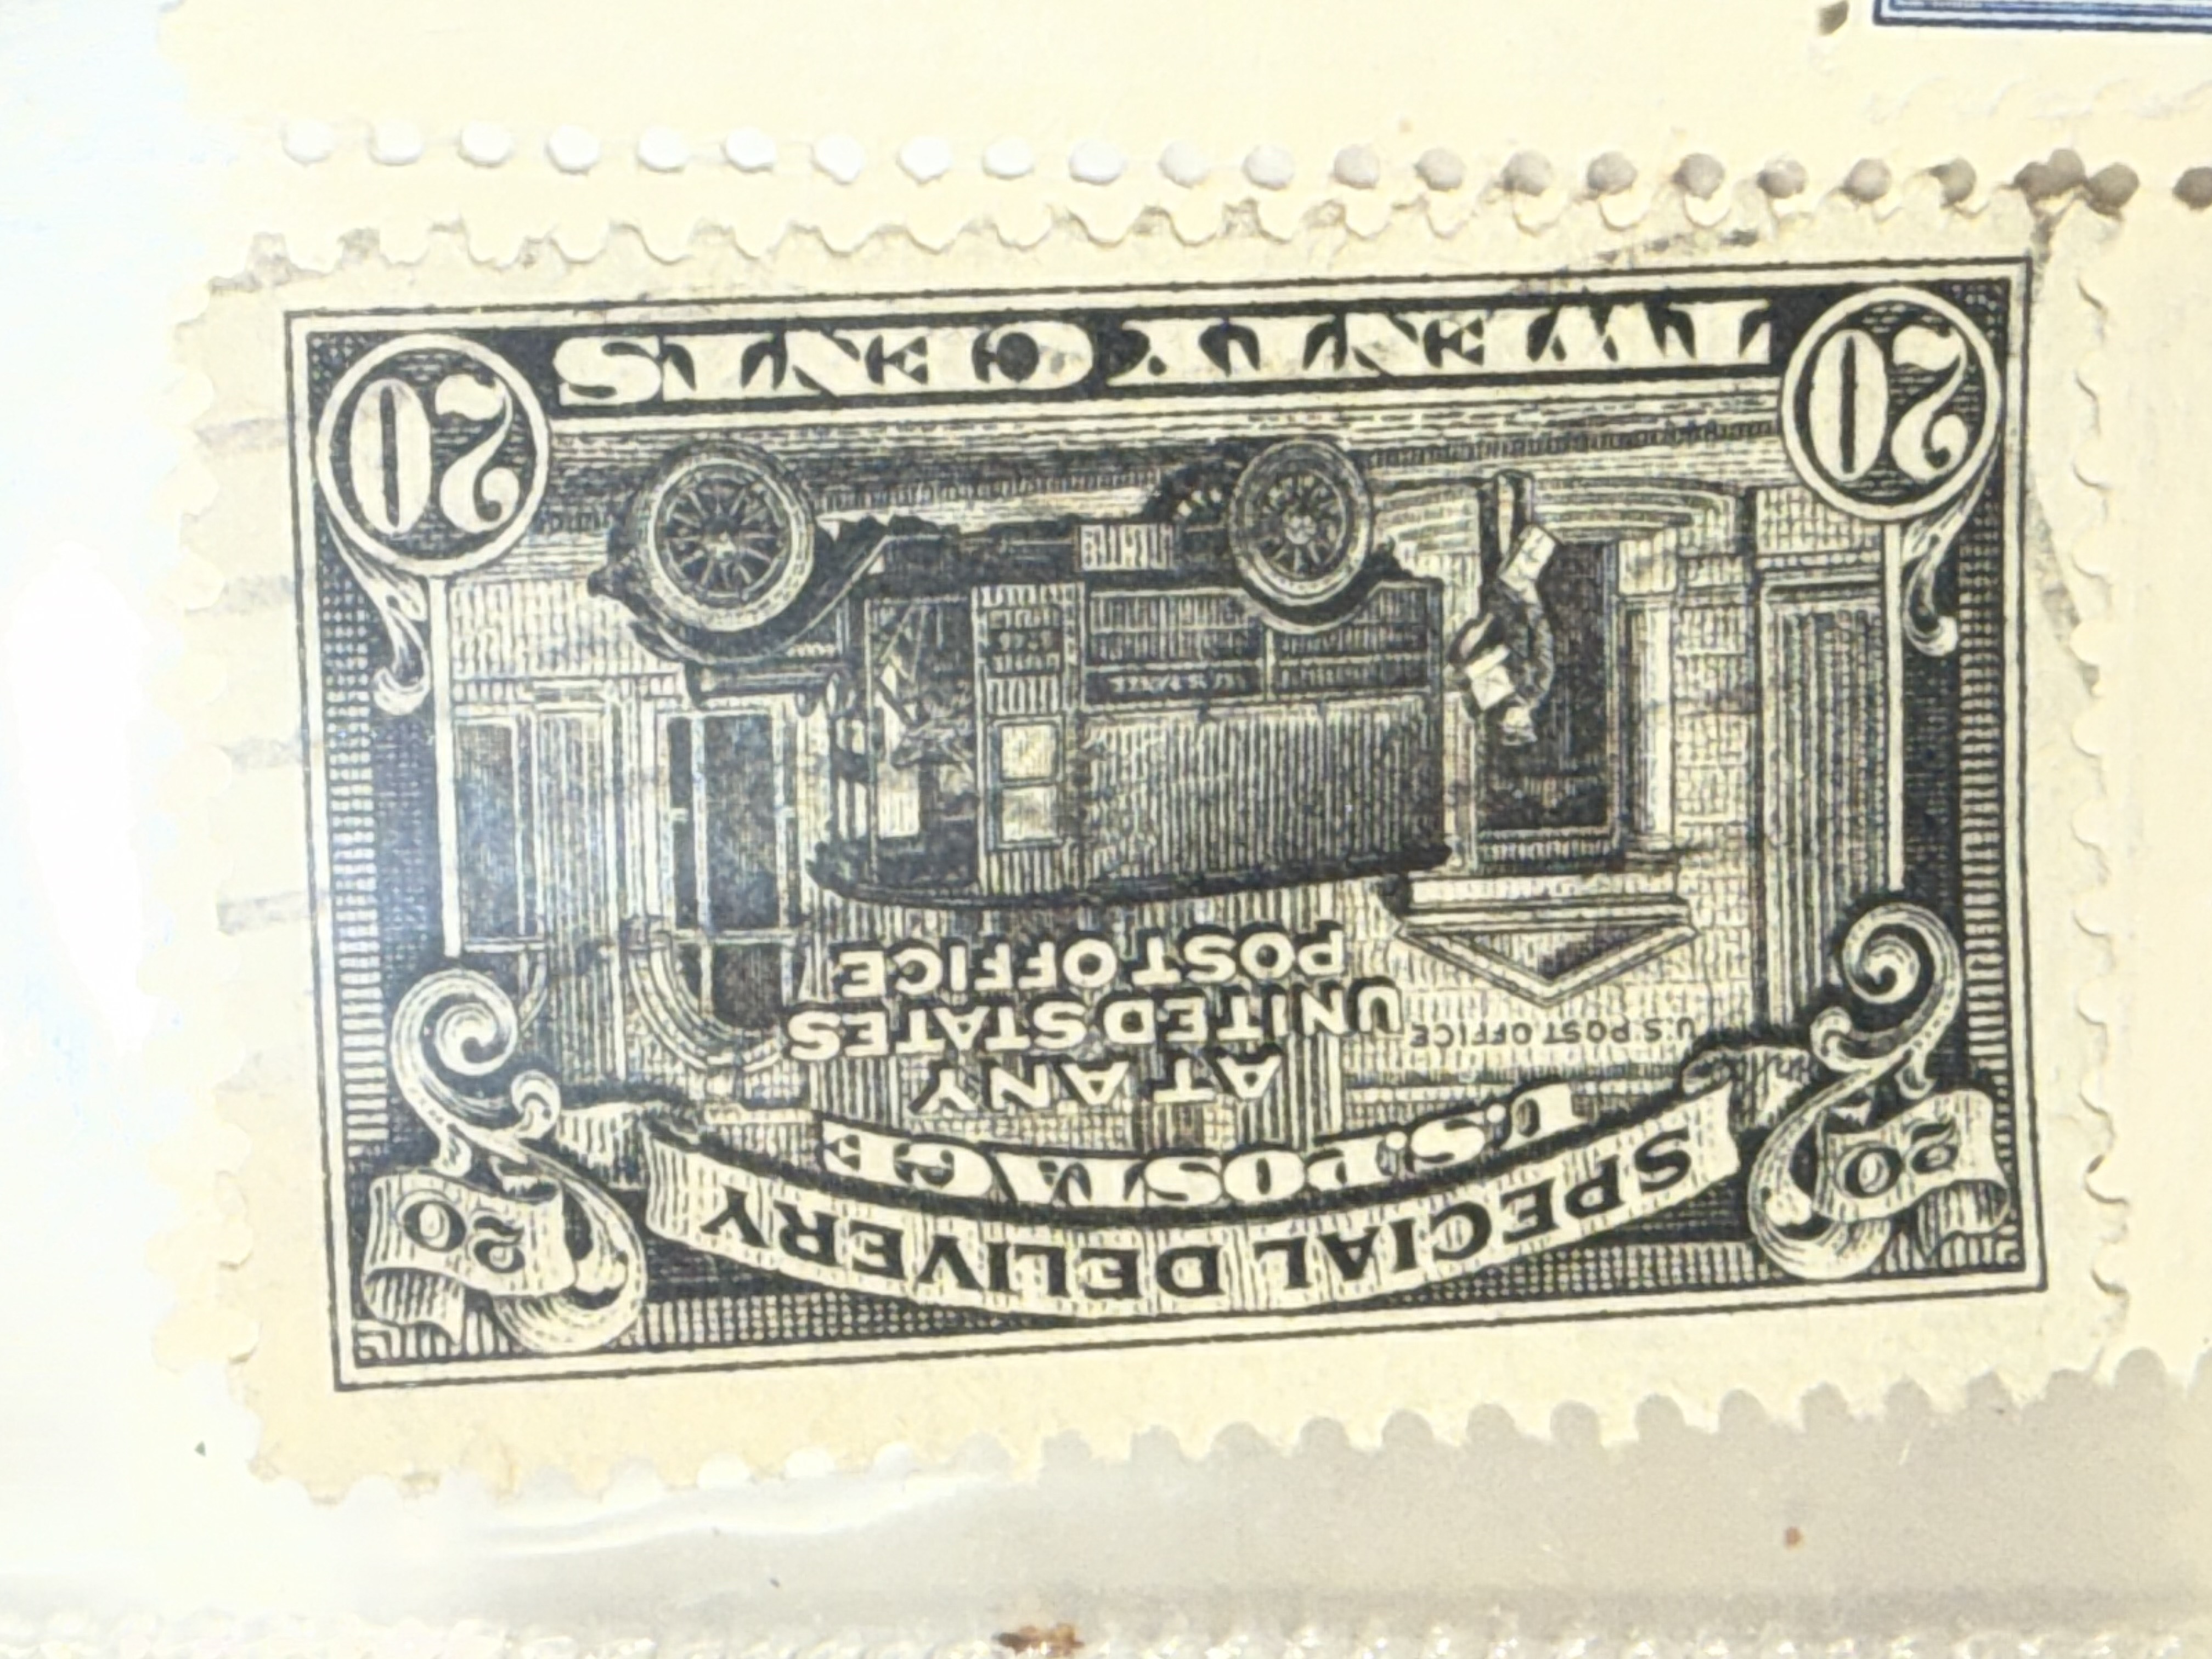 20
20
SPECIAL DELIVERY
U.S. POSTAGE
AT ANY
UNITED STATES
POST OFFICE
U.S. POST OFFICE
20
TWENTY CENTS
20